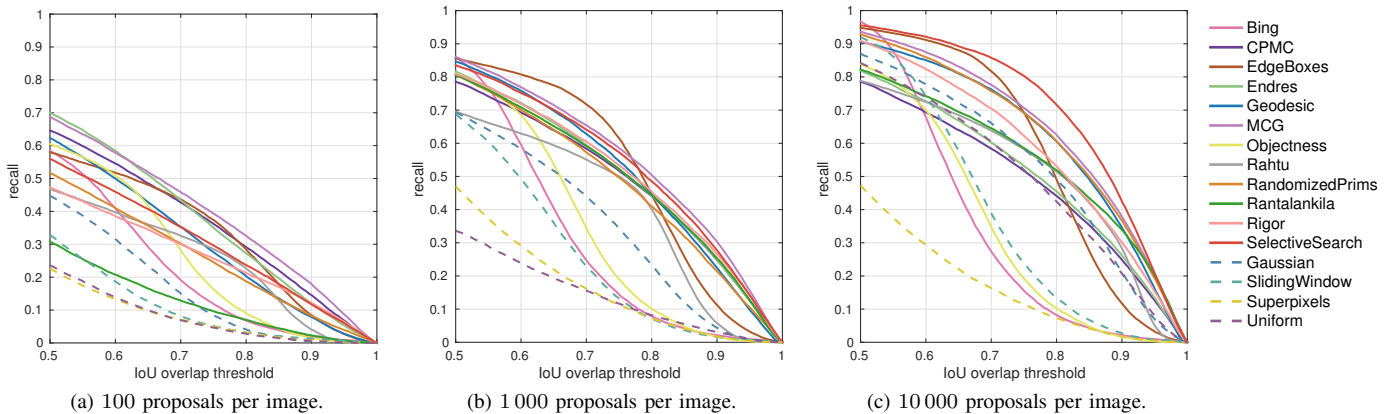 1
0.9
0.8
0.7
0.6
0.5
0.4
0.3
0.2
0.1
0
recall
0.5 0.6 0.7 0.8 0.9 1
IoU overlap threshold
(a) 100 proposals per image.
1
0.9
0.8
0.7
0.6
0.5
0.4
0.3
0.2
0.1
0
recall
0.5 0.6 0.7 0.8 0.9 1
IoU overlap threshold
(b) 1 000 proposals per image.
1
0.9
0.8
0.7
0.6
0.5
0.4
0.3
0.2
0.1
0
recall
0.5 0.6 0.7 0.8 0.9 1
IoU overlap threshold
(c) 10 000 proposals per image.
Bing
CPMC
EdgeBoxes
Endres
Geodesic
MCG
Objectness
Rahtu
RandomizedPrims
Rantalankila
Rigor
SelectiveSearch
Gaussian
SlidingWindow
Superpixels
Uniform